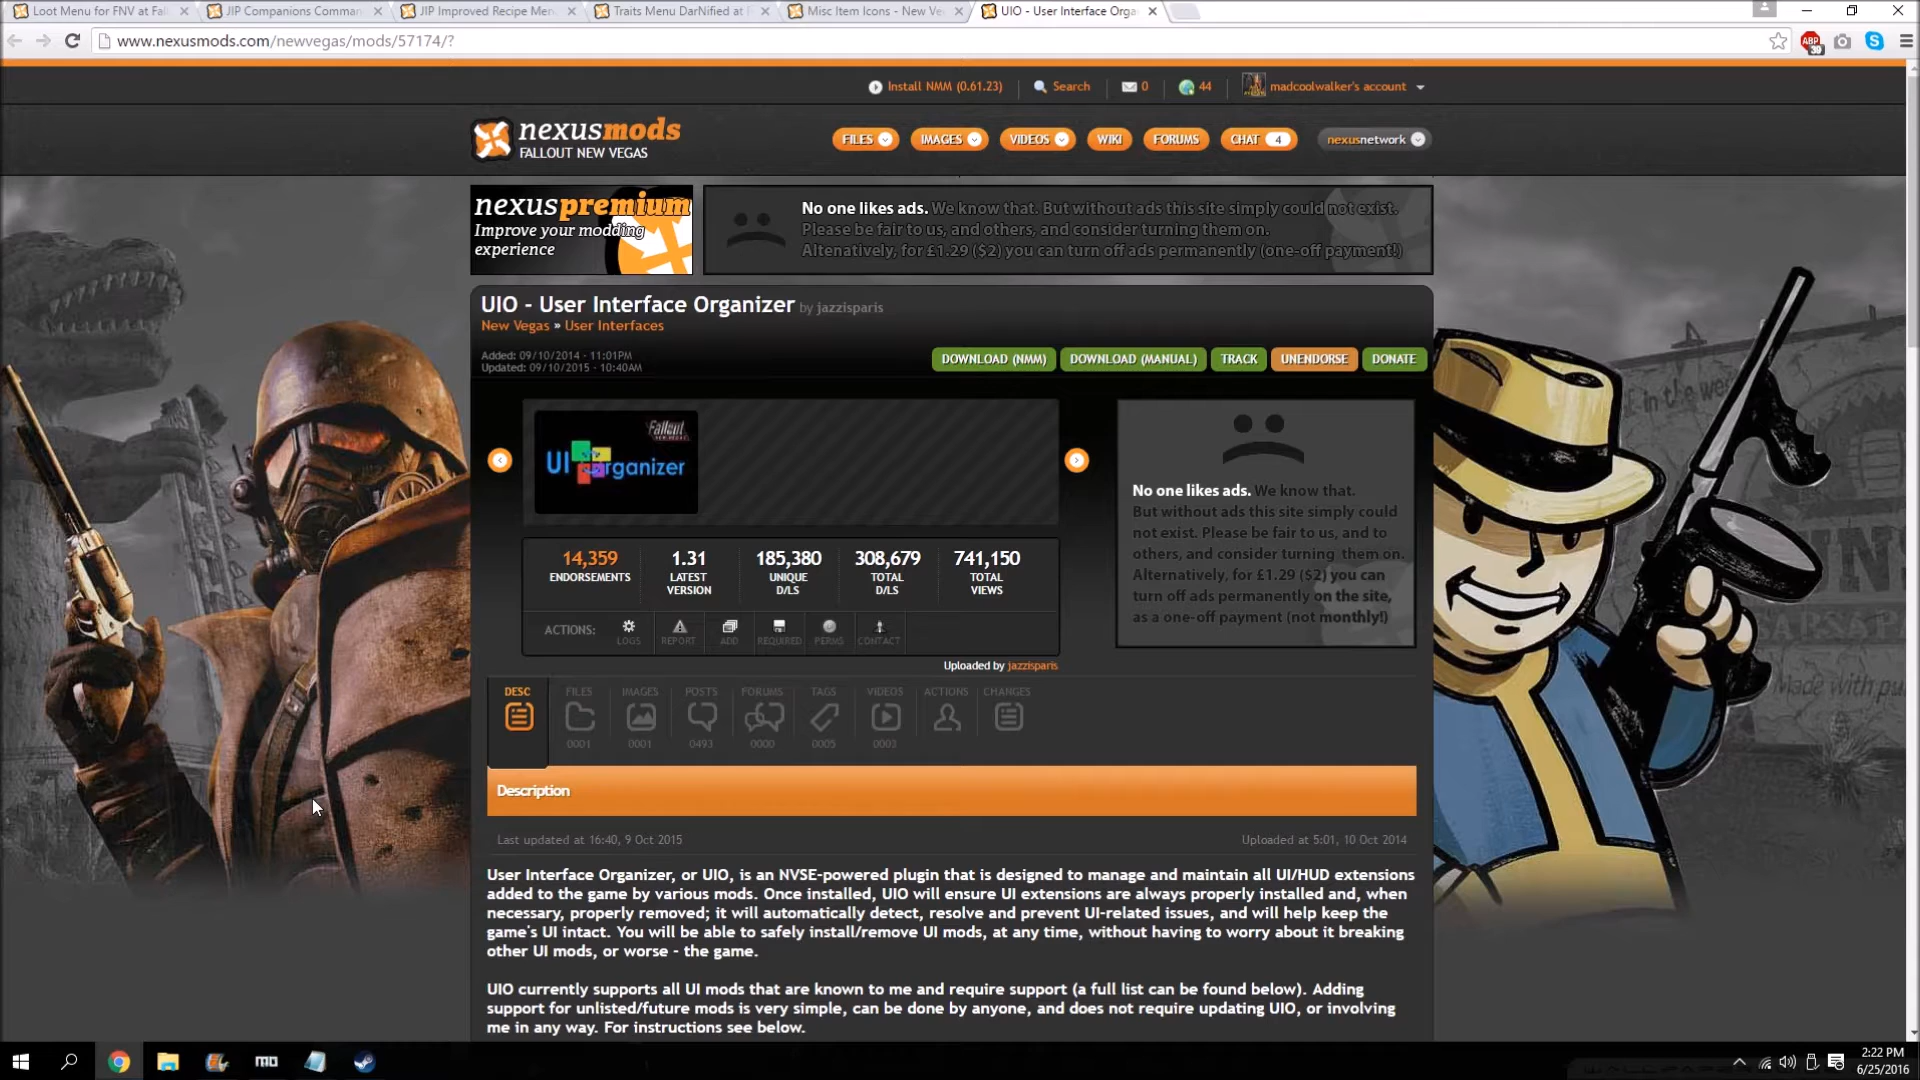 Loot Menu for FNV at Fal
JIP Companions Comman
JIP Improved Recipe Men
Traits Menu DarNified at
Misc Item Icons - New Ve
UIO - User Interface Orga
www.nexusmods.com/newvegas/mods/57174/?
ABP
39
Install NMM (0.61.23)
Search
0
44
madcoolwalker's account
nexusmods
FALLOUT NEW VEGAS
FILES
IMAGES
VIDEOS
WIKI
FORUMS
CHAT 4
nexusnetwork
nexuspremium
Improve your modding
experience
No one likes ads. We know that. But without ads this site simply could not exist.
Please be fair to us, and others, and consider turning them on.
Altenatively, for £1.29 ($2) you can turn off ads permanently (one-off payment!)
UIO - User Interface Organizer by jazzisparis
New Vegas » User Interfaces
Added: 09/10/2014 - 11:01PM
Updated: 09/10/2015 - 10:40AM
DOWNLOAD (NMM)
DOWNLOAD (MANUAL)
TRACK
UNENDORSE
DONATE
Fallout
NEW VEGAS
UI organizer
No one likes ads. We know that.
But without ads this site simply could
not exist. Please be fair to us, and to
others, and consider turning them on.
Alternatively, for £1.29 ($2) you can
turn off ads permanently on the site,
as a one-off payment (not monthly!)
14,359
ENDORSEMENTS
1.31
LATEST
VERSION
185,380
UNIQUE
D/LS
308,679
TOTAL
D/LS
741,150
TOTAL
VIEWS
ACTIONS:
LOGS
REPORT
ADD
REQUIRED
PERMS
CONTACT
Uploaded by jazzisparis
DESC
FILES
0001
IMAGES
0001
POSTS
0493
FORUMS
0000
TAGS
0005
VIDEOS
0003
ACTIONS
CHANGES
Description
Last updated at 16:40, 9 Oct 2015
Uploaded at 5:01, 10 Oct 2014
User Interface Organizer, or UIO, is an NVSE-powered plugin that is designed to manage and maintain all UI/HUD extensions
added to the game by various mods. Once installed, UIO will ensure UI extensions are always properly installed and, when
necessary, properly removed; it will automatically detect, resolve and prevent UI-related issues, and will help keep the
game's UI intact. You will be able to safely install/remove UI mods, at any time, without having to worry about it breaking
other UI mods, or worse - the game.
UIO currently supports all UI mods that are known to me and require support (a full list can be found below). Adding
support for unlisted/future mods is very simple, can be done by anyone, and does not require updating UIO, or involving
me in any way. For instructions see below.
MO
2:22 PM
6/25/2016